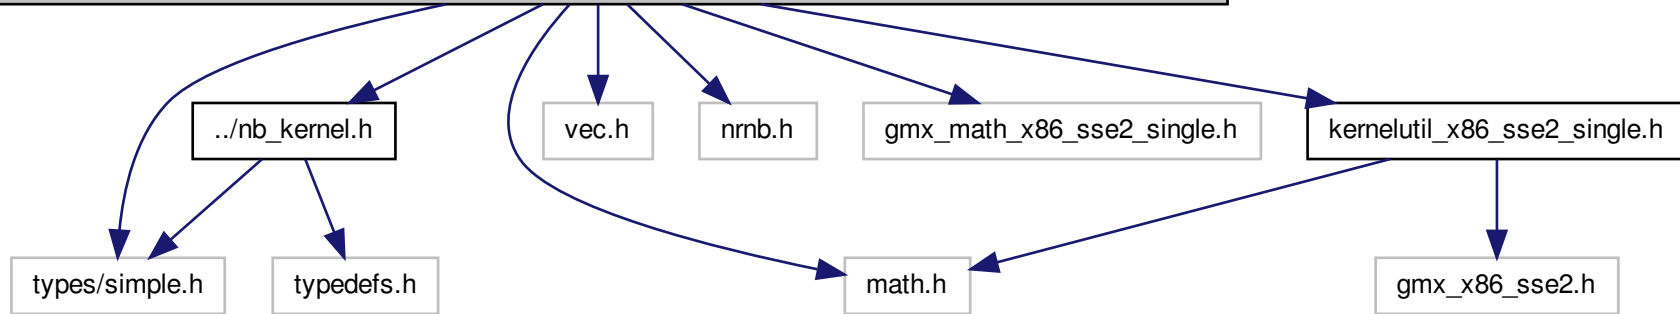 ../nb_kernel.h
vec.h
nrnb.h
gmx_math_x86_sse2_single.h
kernelutil_x86_sse2_single.h
types/simple.h
typedefs.h
math.h
gmx_x86_sse2.h